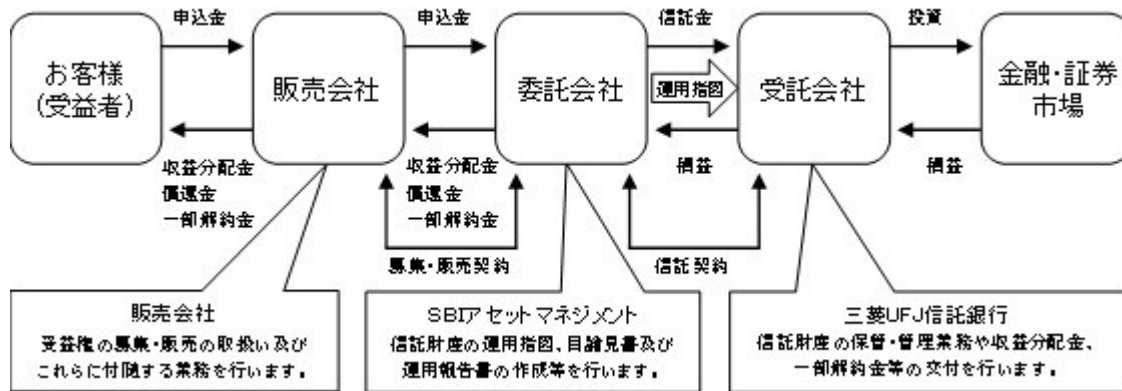 申込金
申込金
信託金
投資
お客様
(受益者)
販売会社
委託会社
運用指図
受託会社
金融・証券
市場
収益分配金
償還金
一部解約金
収益分配金
償還金
一部解約金
損益
損益
募集・販売契約
信託契約
販売会社
受益権の募集・販売の取扱い及び
これらに付随する業務を行います。
SBIアセットマネジメント
信託財産の運用指図、目論見書及び
運用報告書の作成等を行います。
三菱UFJ信託銀行
信託財産の保管・管理業務や収益分配金、
一部解約金等の交付を行います。